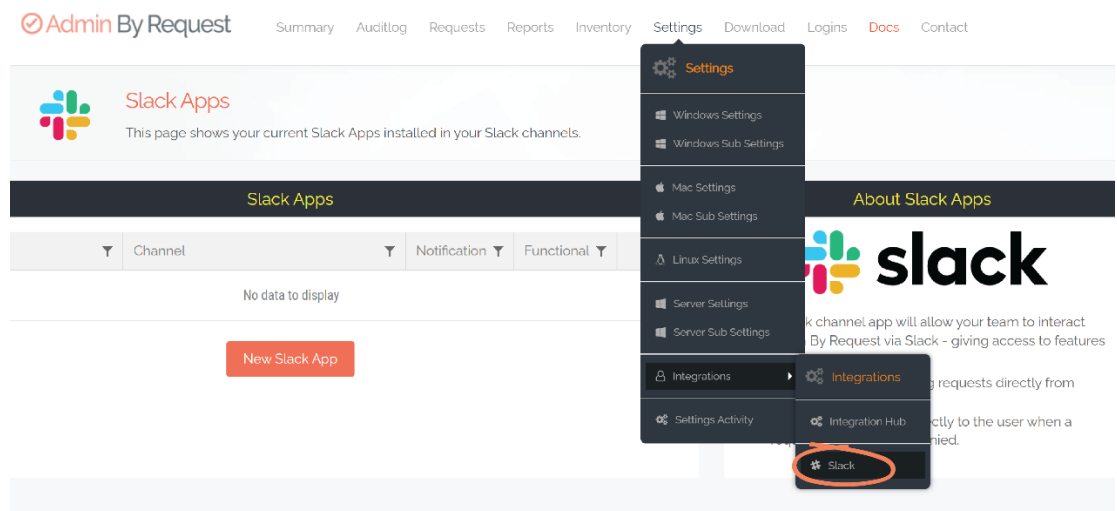 Admin By Request
Summary Auditlog Requests Reports Inventory Settings Download Logins Docs Contact
Slack Apps
This page shows your current Slack Apps installed in your Slack channels.
Settings
Windows Settings
Windows Sub Settings
Mac Settings
Mac Sub Settings
Linux Settings
Server Settings
Server Sub Settings
Integrations
Settings Activity
Integrations
Integration Hub
Slack
Slack Apps
Channel Notification Functional
No data to display
New Slack App
About Slack Apps
slack
channel app will allow your team to interact
By Request via Slack - giving access to features
requests directly from
to the user when a